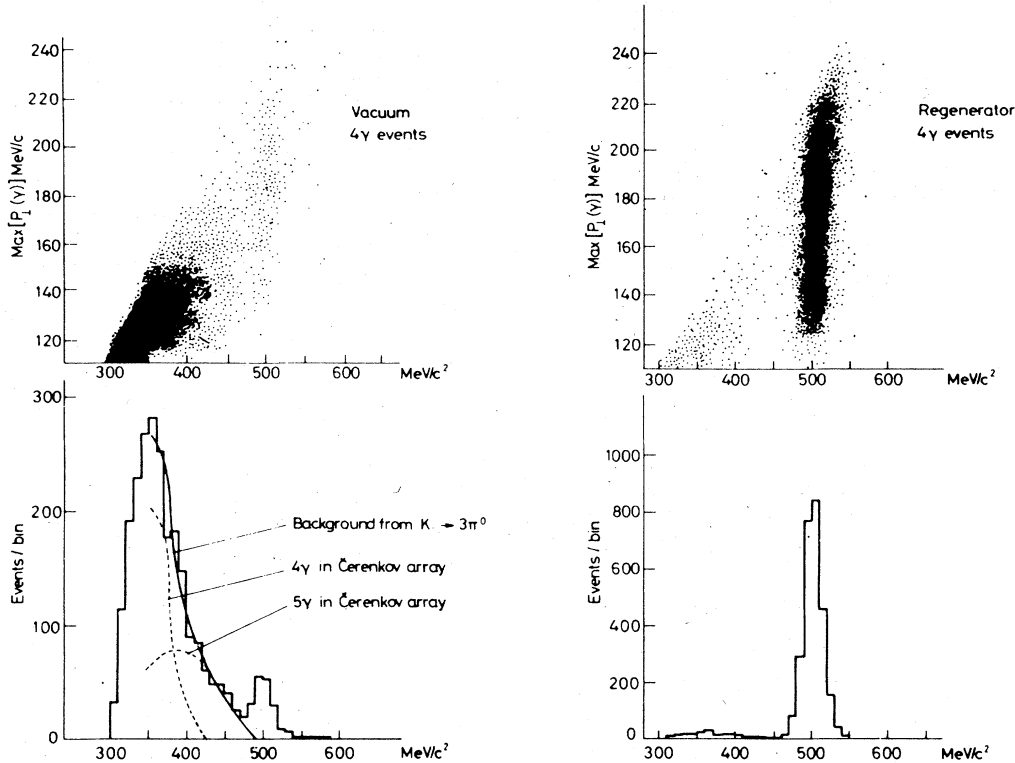 240
220
200
180
160
140
120
Max [P⊥ (γ)] MeV/c
Vacuum
4γ events
300 400 500 600 MeV/c²
240
220
200
180
160
140
120
Max [P⊥ (γ)] MeV/c
Regenerator
4γ events
300 400 500 600 MeV/c²
300
200
100
0
Events / bin
Background from K → 3π⁰
4γ in Čerenkov array
5γ in Čerenkov array
300 400 500 600 MeV/c²
1000
800
600
400
200
0
Events / bin
300 400 500 600 MeV/c²